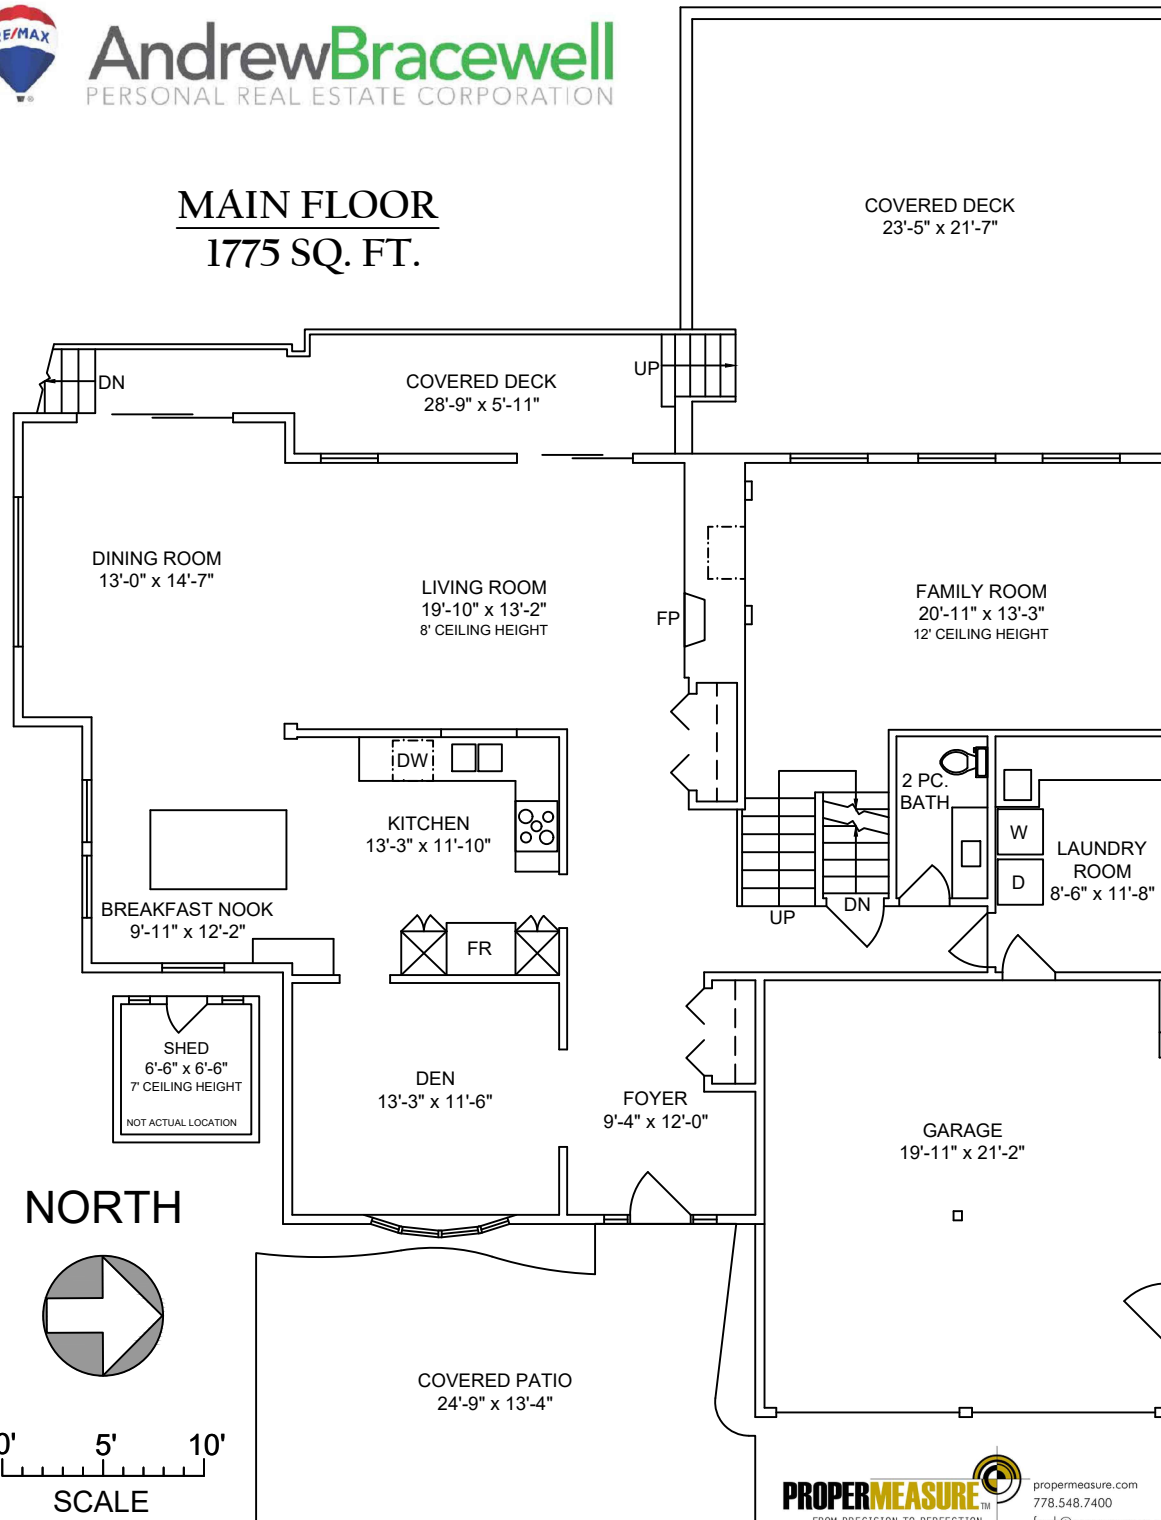 RE/MAX
AndrewBracewell
PERSONAL REAL ESTATE CORPORATION
MAIN FLOOR
1775 SQ. FT.
COVERED DECK
23'-5" x 21'-7"
DN
COVERED DECK
28'-9" x 5'-11"
UP
DINING ROOM
13'-0" x 14'-7"
LIVING ROOM
19'-10" x 13'-2"
8' CEILING HEIGHT
FP
FAMILY ROOM
20'-11" x 13'-3"
12' CEILING HEIGHT
DW
KITCHEN
13'-3" x 11'-10"
2 PC.
BATH
W
D
LAUNDRY
ROOM
8'-6" x 11'-8"
BREAKFAST NOOK
9'-11" x 12'-2"
FR
UP
DN
SHED
6'-6" x 6'-6"
7' CEILING HEIGHT
NOT ACTUAL LOCATION
DEN
13'-3" x 11'-6"
FOYER
9'-4" x 12'-0"
GARAGE
19'-11" x 21'-2"
NORTH
COVERED PATIO
24'-9" x 13'-4"
0' 5' 10'
SCALE
PROPERMEASURE TM
FROM PRECISION TO PERFECTION
propermeasure.com
778.548.7400